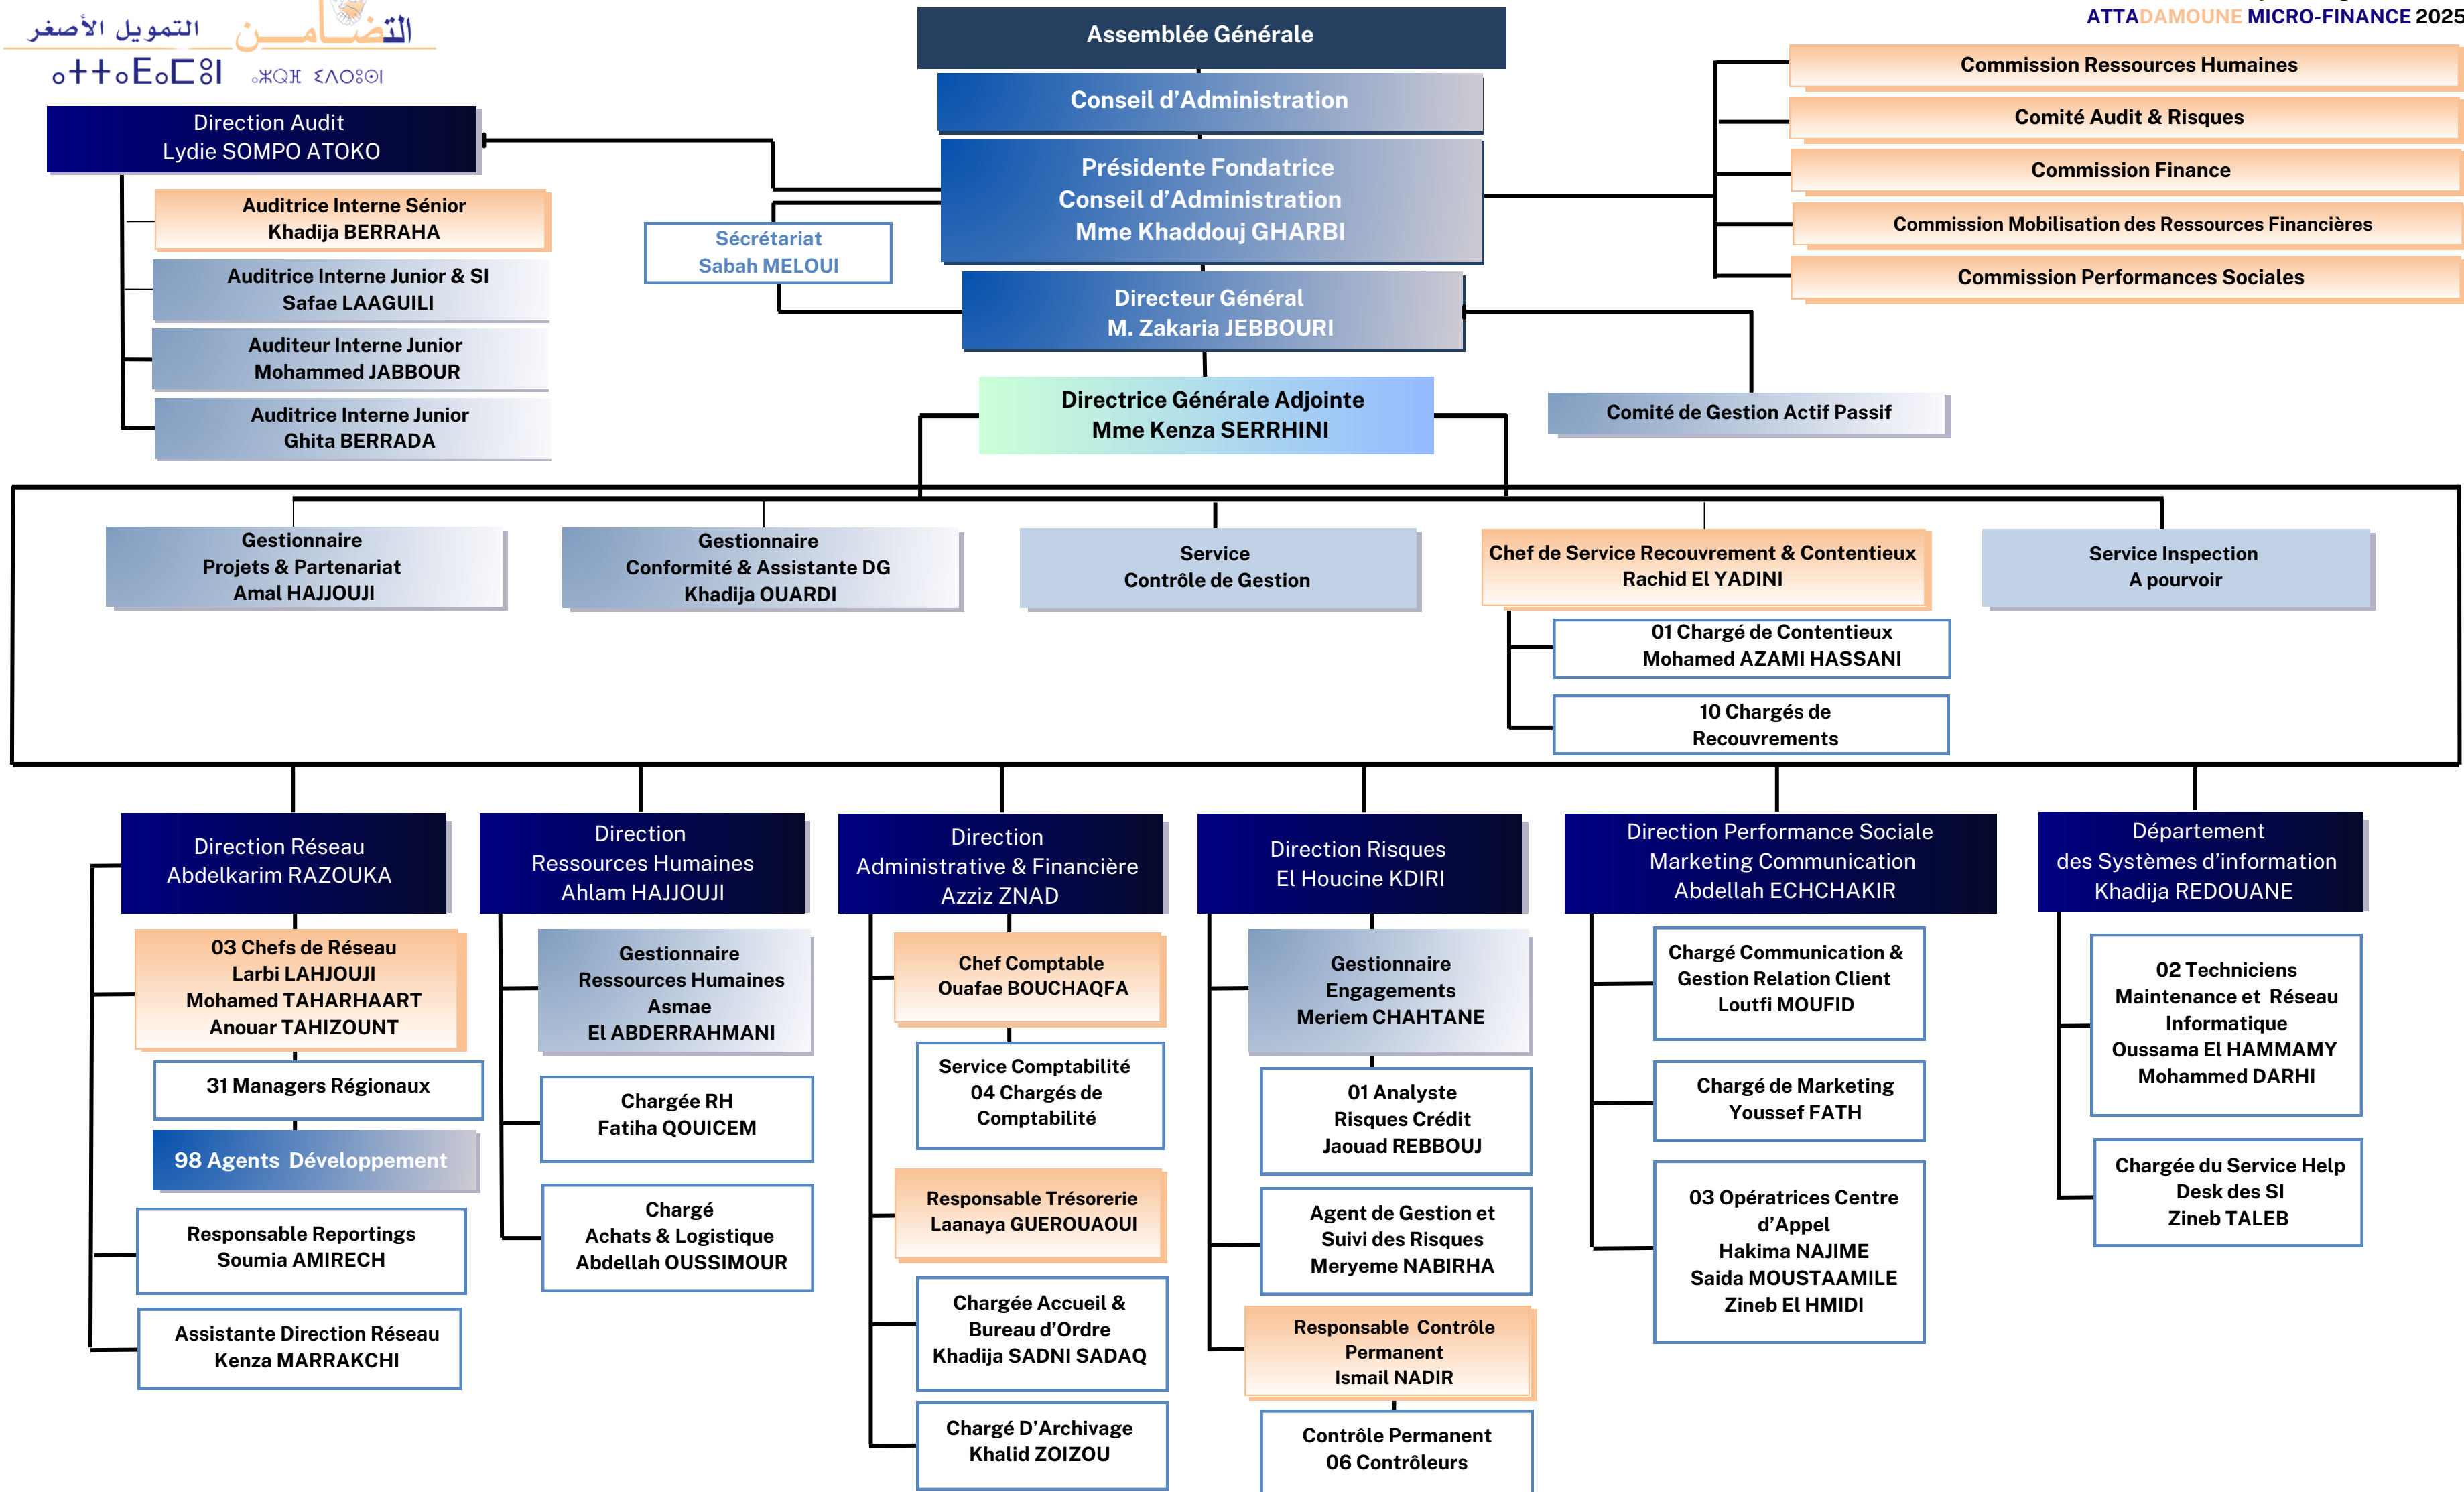 التمويل الأصغر
التضامن
ⴰⵜⵜⴰⴹⴰⵎⵓⵏ
ⴰⵣⵕⴼ ⵉⴷⵔⵓⵙⵏ
ATTADAMOUNE MICRO-FINANCE 2025
Assemblée Générale
Conseil d’Administration
Présidente Fondatrice
Conseil d’Administration
Mme Khaddouj GHARBI
Commission Ressources Humaines
Comité Audit & Risques
Commission Finance
Commission Mobilisation des Ressources Financières
Commission Performances Sociales
Direction Audit
Lydie SOMPO ATOKO
Auditrice Interne Sénior
Khadija BERRAHA
Auditrice Interne Junior & SI
Safae LAAGUILI
Auditeur Interne Junior
Mohammed JABBOUR
Auditrice Interne Junior
Ghita BERRADA
Sécrétariat
Sabah MELOUI
Directeur Général
M. Zakaria JEBBOURI
Directrice Générale Adjointe
Mme Kenza SERRHINI
Comité de Gestion Actif Passif
Gestionnaire
Projets & Partenariat
Amal HAJJOUJI
Gestionnaire
Conformité & Assistante DG
Khadija OUARDI
Service
Contrôle de Gestion
Chef de Service Recouvrement & Contentieux
Rachid El YADINI
01 Chargé de Contentieux
Mohamed AZAMI HASSANI
10 Chargés de
Recouvrements
Service Inspection
A pourvoir
Direction Réseau
Abdelkarim RAZOUKA
03 Chefs de Réseau
Larbi LAHJOUJI
Mohamed TAHARHAART
Anouar TAHIZOUNT
31 Managers Régionaux
98 Agents Développement
Responsable Reportings
Soumia AMIRECH
Assistante Direction Réseau
Kenza MARRAKCHI
Direction
Ressources Humaines
Ahlam HAJJOUJI
Gestionnaire
Ressources Humaines
Asmae
El ABDERRAHMANI
Chargée RH
Fatiha QOUICEM
Chargé
Achats & Logistique
Abdellah OUSSIMOUR
Direction
Administrative & Financière
Azziz ZNAD
Chef Comptable
Ouafae BOUCHAQFA
Service Comptabilité
04 Chargés de
Comptabilité
Responsable Trésorerie
Laanaya GUEROUAOUI
Chargée Accueil &
Bureau d’Ordre
Khadija SADNI SADAQ
Chargé D’Archivage
Khalid ZOIZOU
Direction Risques
El Houcine KDIRI
Gestionnaire
Engagements
Meriem CHAHTANE
01 Analyste
Risques Crédit
Jaouad REBBOUJ
Agent de Gestion et
Suivi des Risques
Meryeme NABIRHA
Responsable Contrôle
Permanent
Ismail NADIR
Contrôle Permanent
06 Contrôleurs
Direction Performance Sociale
Marketing Communication
Abdellah ECHCHAKIR
Chargé Communication &
Gestion Relation Client
Loutfi MOUFID
Chargé de Marketing
Youssef FATH
03 Opératrices Centre
d’Appel
Hakima NAJIME
Saida MOUSTAAMILE
Zineb El HMIDI
Département
des Systèmes d’information
Khadija REDOUANE
02 Techniciens
Maintenance et Réseau
Informatique
Oussama El HAMMAMY
Mohammed DARHI
Chargée du Service Help
Desk des SI
Zineb TALEB